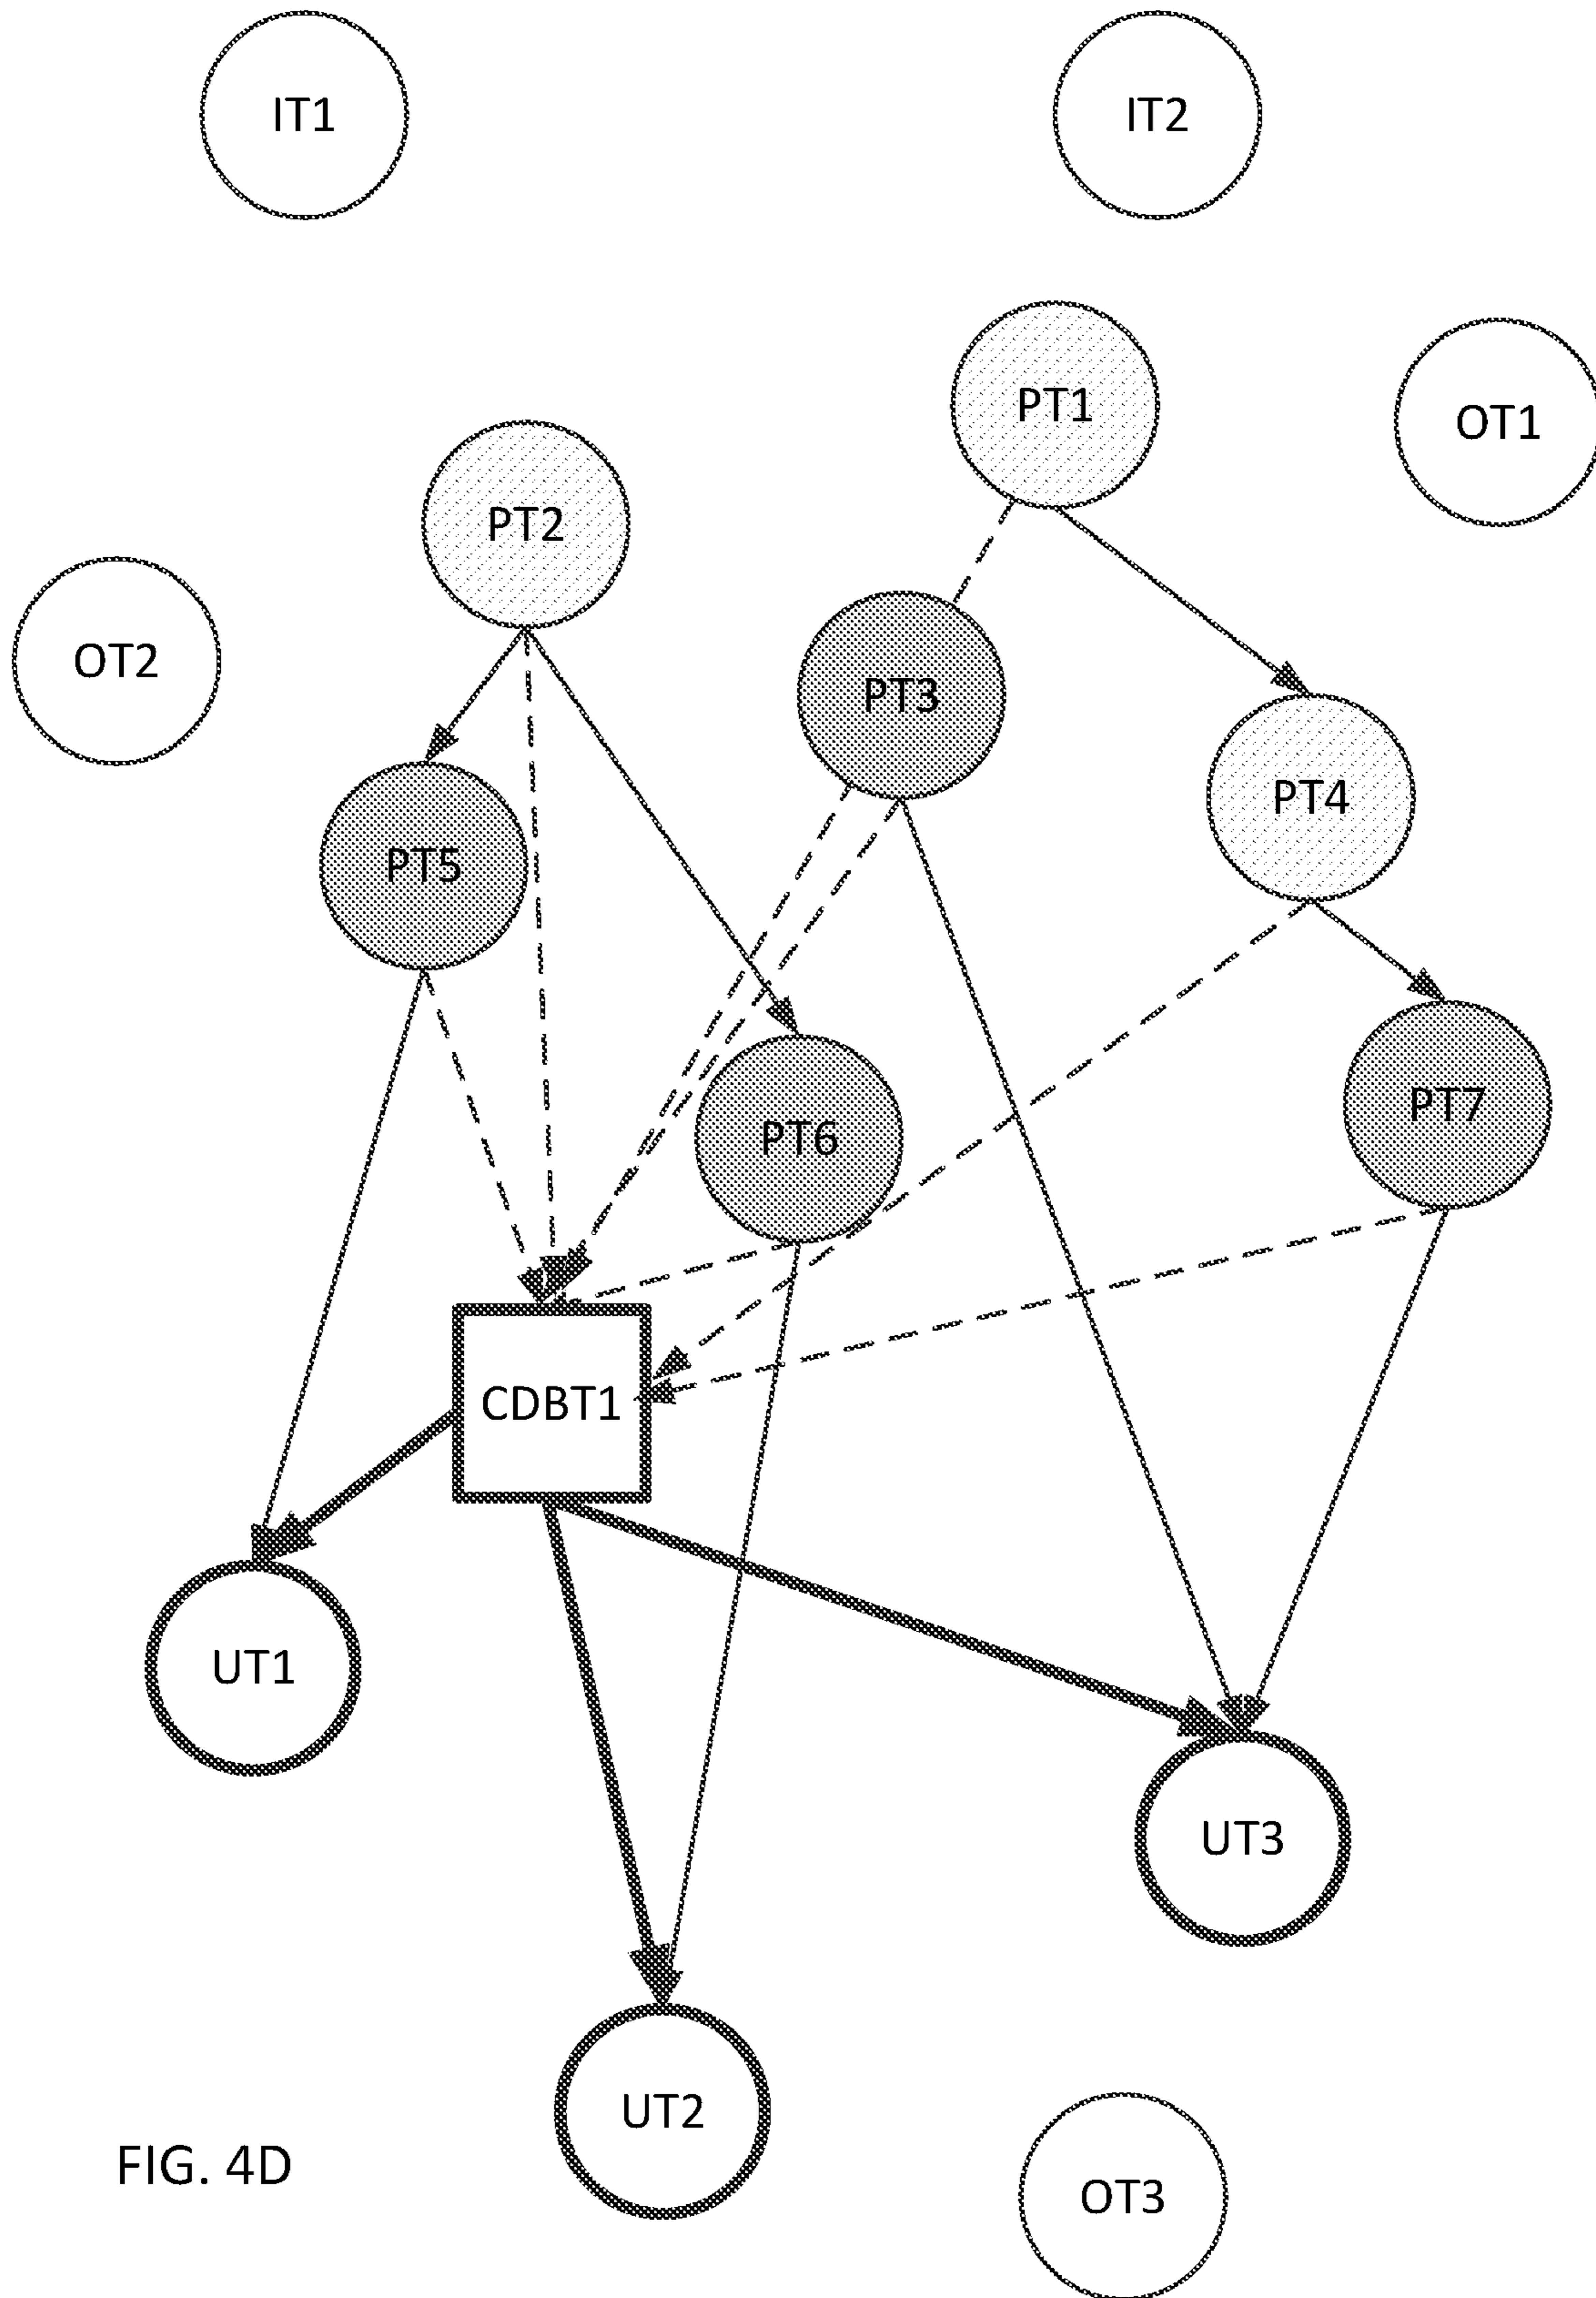 IT1
IT2
PT1
OT1
PT2
OT2
PT3
PT4
PT5
PT7
PT6
CDBT1
UT1
UT3
UT2
FIG. 4D
OT3